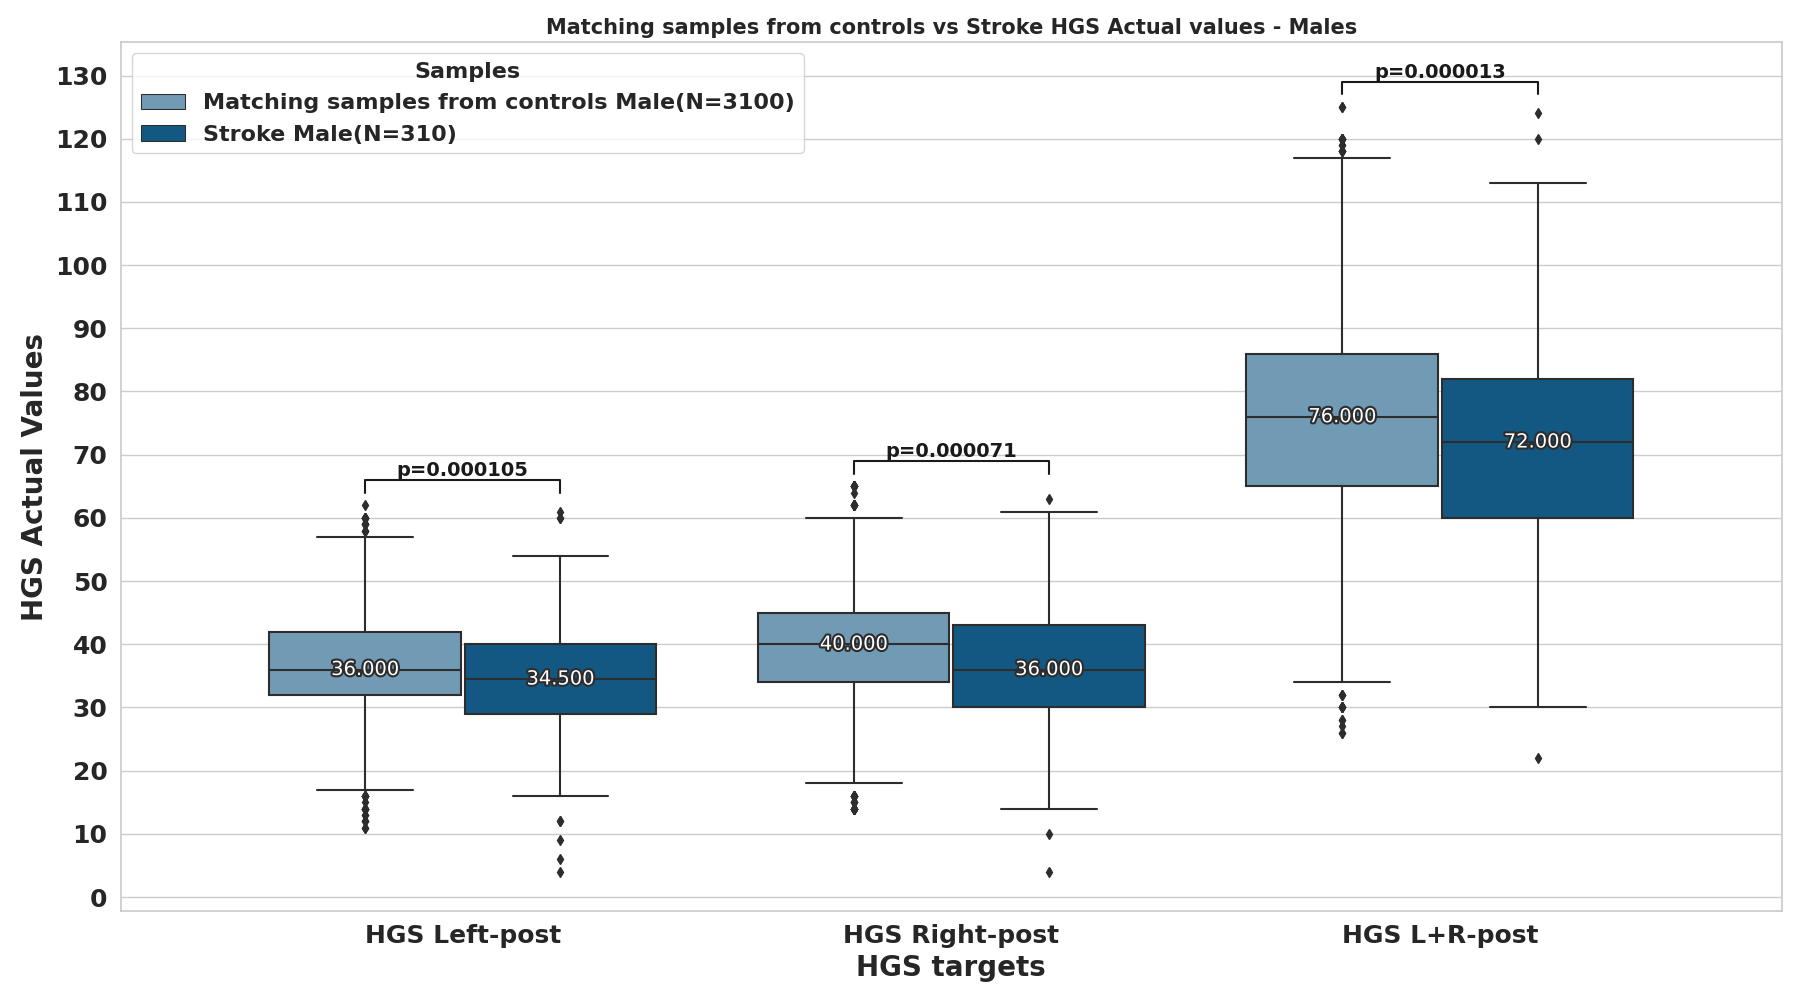 Matching samples from controls vs Stroke HGS Actual values - Males
Samples
Matching samples from controls Male(N=3100)
Stroke Male(N=310)
HGS Actual Values
130
120
110
100
90
80
70
60
50
40
30
20
10
0
p=0.000105
p=0.000071
p=0.000013
36.000
34.500
40.000
36.000
76.000
72.000
HGS Left-post
HGS Right-post
HGS L+R-post
HGS targets